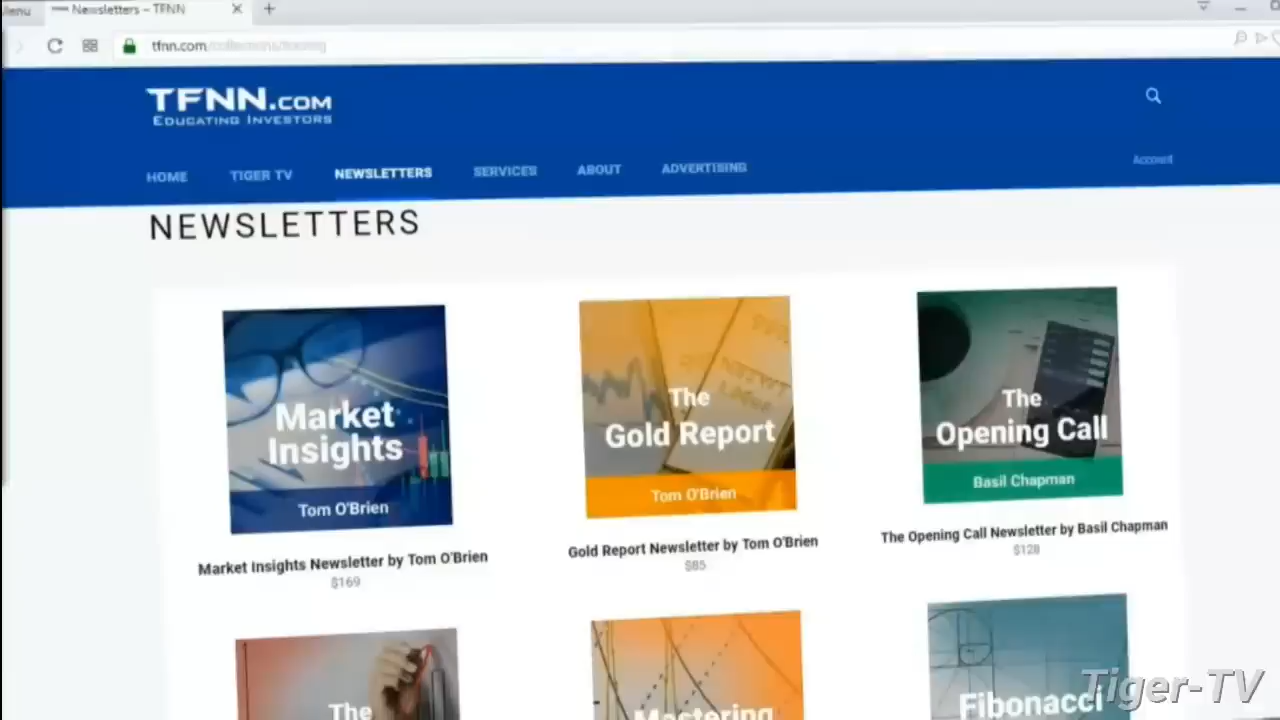 Newsletters – TFNN
tfnn.com
TFNN.COM
EDUCATING INVESTORS
HOME TIGER TV NEWSLETTERS SERVICES ABOUT ADVERTISING Account
NEWSLETTERS
Market
Insights
Tom O'Brien
The
Gold Report
Tom O'Brien
The
Opening Call
Basil Chapman
Market Insights Newsletter by Tom O'Brien
$169
Gold Report Newsletter by Tom O'Brien
$85
The Opening Call Newsletter by Basil Chapman
$128
The
Mastering
Fibonacci
Tiger-TV